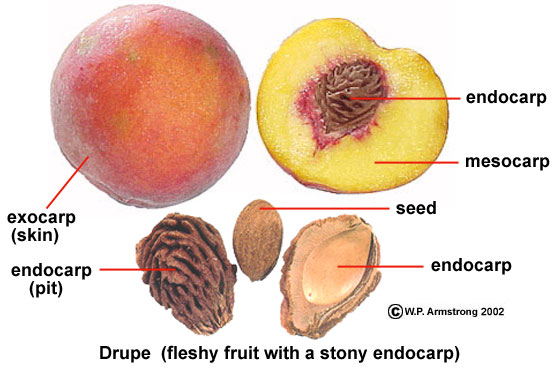 endocarp
mesocarp
exocarp
(skin)
seed
endocarp
(pit)
endocarp
©W.P. Armstrong 2002
Drupe (fleshy fruit with a stony endocarp)